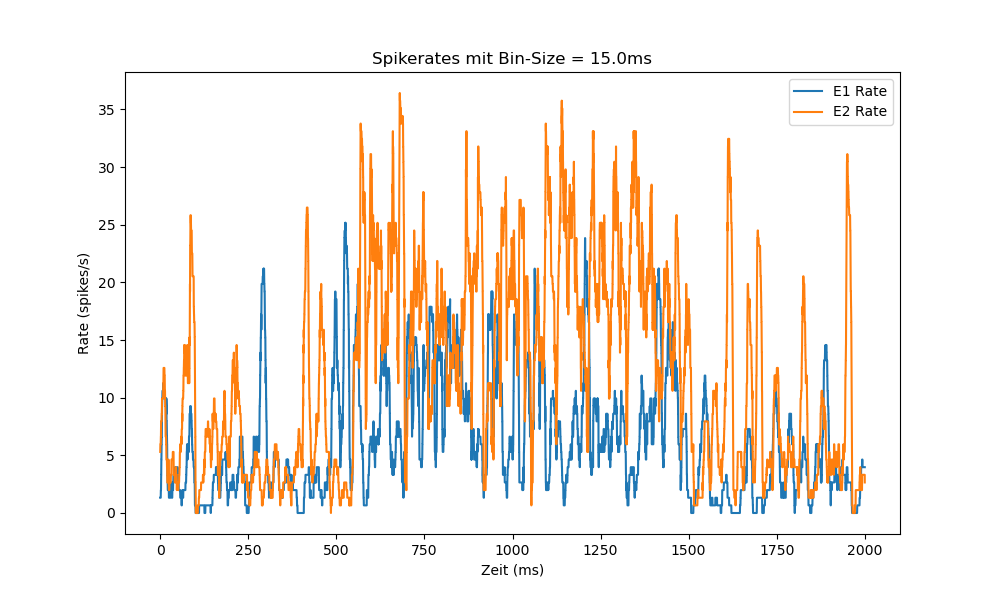 Spikerates mit Bin-Size = 15.0ms
E1 Rate
E2 Rate
Rate (spikes/s)
35
30
25
20
15
10
5
0
0 250 500 750 1000 1250 1500 1750 2000
Zeit (ms)